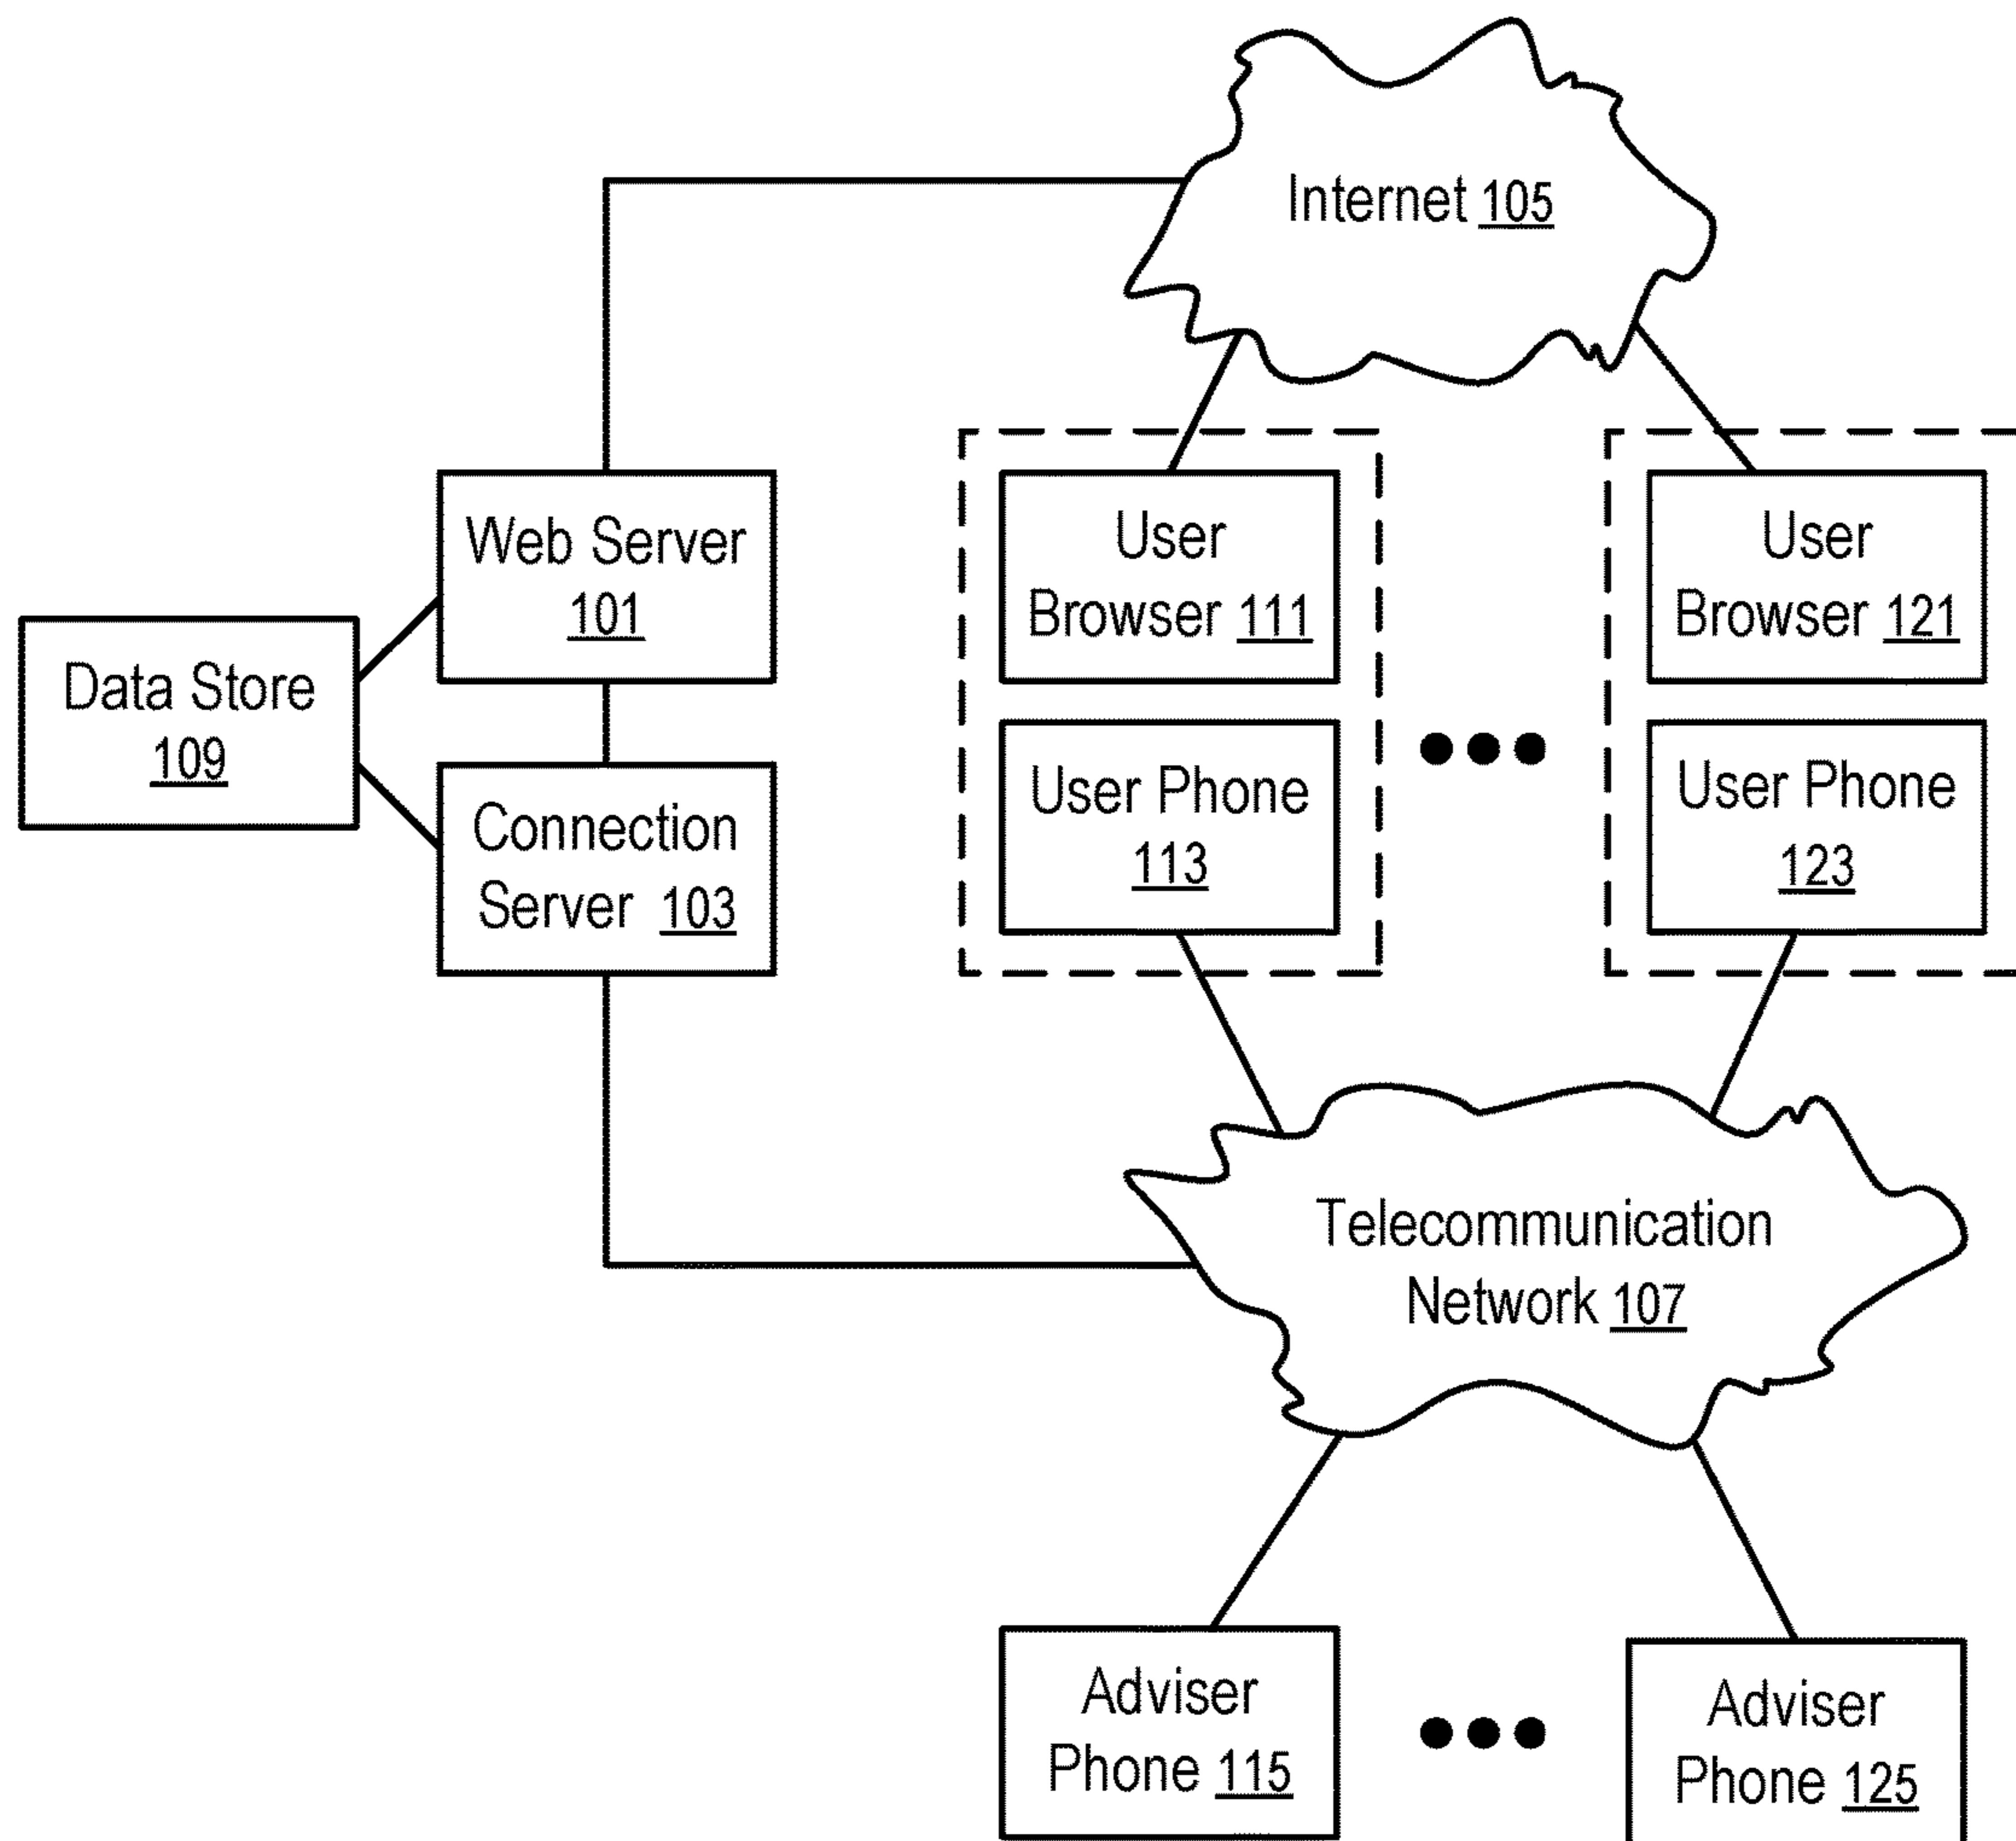 Internet 105
Web Server
101
User
Browser 111
User
Browser 121
Data Store
109
User Phone
113
User Phone
123
Connection
Server 103
Telecommunication
Network 107
Adviser
Phone 115
Adviser
Phone 125